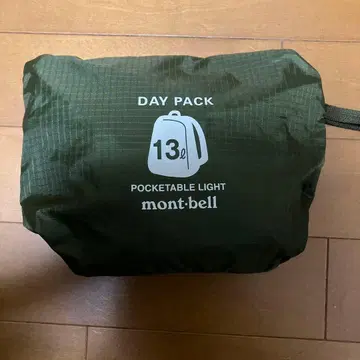 DAY PACK
13ℓ
POCKETABLE LIGHT
mont-bell